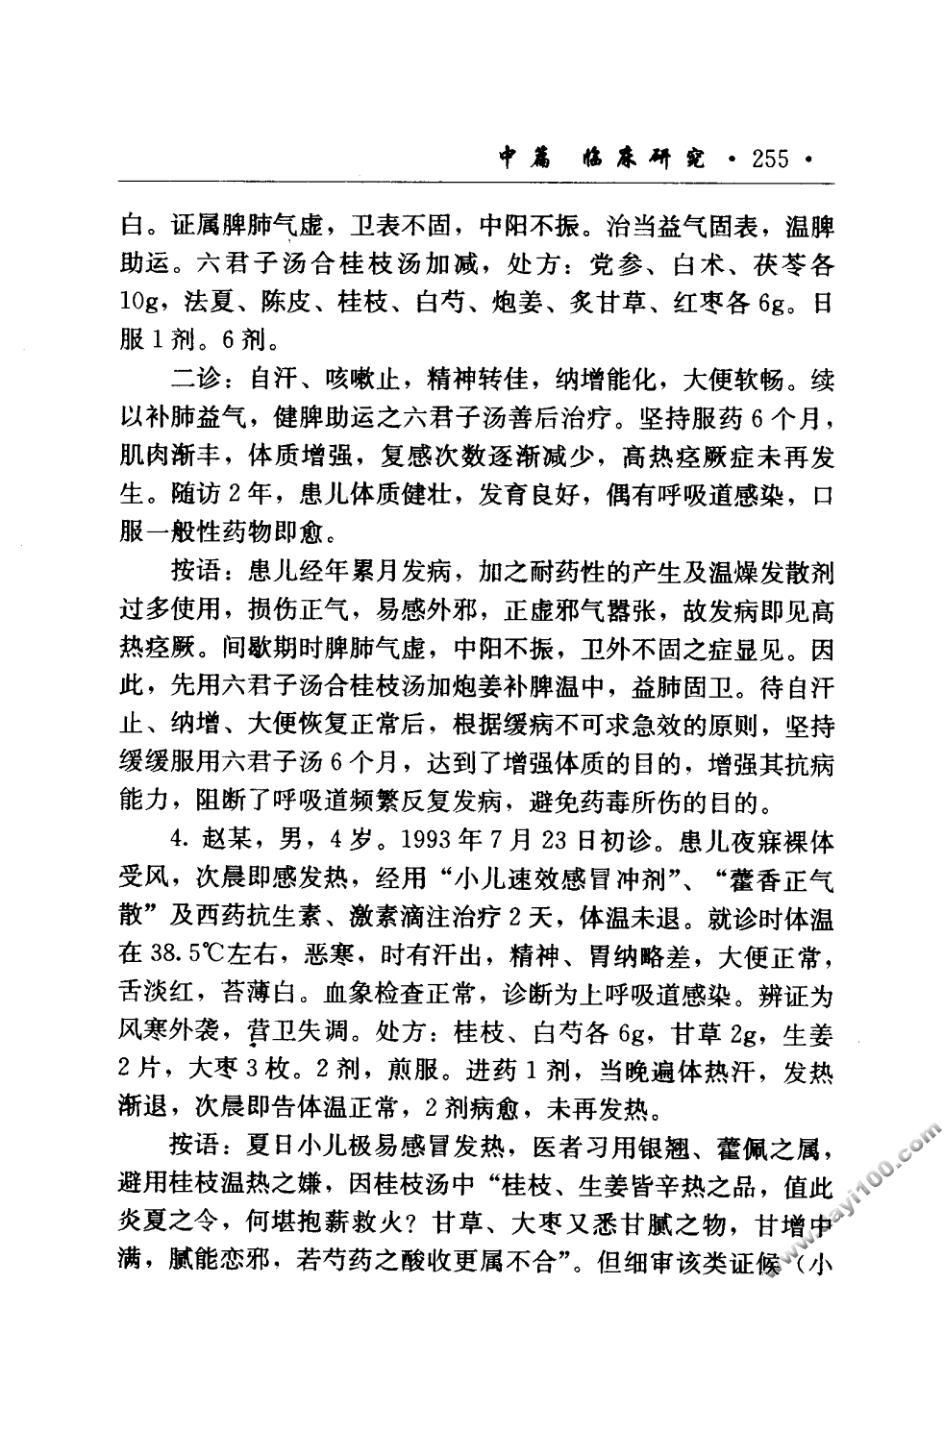 中篇 临床研究 · 255 ·
白。证属脾肺气虚，卫表不固，中阳不振。治当益气固表，温脾
助运。六君子汤合桂枝汤加减，处方：党参、白术、茯苓各
10g，法夏、陈皮、桂枝、白芍、炮姜、炙甘草、红枣各 6g。日
服 1 剂。6 剂。
二诊：自汗、咳嗽止，精神转佳，纳增能化，大便软畅。续
以补肺益气，健脾助运之六君子汤善后治疗。坚持服药 6 个月，
肌肉渐丰，体质增强，复感次数逐渐减少，高热痉厥症未再发
生。随访 2 年，患儿体质健壮，发育良好，偶有呼吸道感染，口
服一般性药物即愈。
按语：患儿经年累月发病，加之耐药性的产生及温燥发散剂
过多使用，损伤正气，易感外邪，正虚邪气嚣张，故发病即见高
热痉厥。间歇期时脾肺气虚，中阳不振，卫外不固之症显见。因
此，先用六君子汤合桂枝汤加炮姜补脾温中，益肺固卫。待自汗
止、纳增、大便恢复正常后，根据缓病不可求急效的原则，坚持
缓缓服用六君子汤 6 个月，达到了增强体质的目的，增强其抗病
能力，阻断了呼吸道频繁反复发病，避免药毒所伤的目的。
4. 赵某，男，4 岁。1993 年 7 月 23 日初诊。患儿夜寐裸体
受风，次晨即感发热，经用“小儿速效感冒冲剂”、“藿香正气
散”及西药抗生素、激素滴注治疗 2 天，体温未退。就诊时体温
在 38.5℃左右，恶寒，时有汗出，精神、胃纳略差，大便正常，
舌淡红，苔薄白。血象检查正常，诊断为上呼吸道感染。辨证为
风寒外袭，营卫失调。处方：桂枝、白芍各 6g，甘草 2g，生姜
2 片，大枣 3 枚。2 剂，煎服。进药 1 剂，当晚遍体热汗，发热
渐退，次晨即告体温正常，2 剂病愈，未再发热。
按语：夏日小儿极易感冒发热，医者习用银翘、藿佩之属，
避用桂枝温热之嫌，因桂枝汤中“桂枝、生姜皆辛热之品，值此
炎夏之令，何堪抱薪救火？甘草、大枣又悉甘腻之物，甘增中
满，腻能恋邪，若芍药之酸收更属不合”。但细审该类证候（小